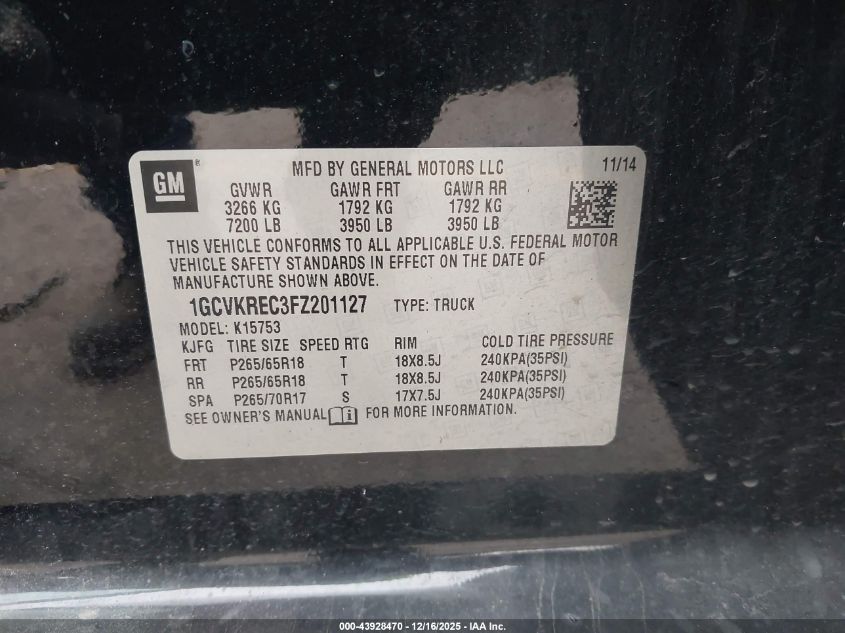 GM ®
MFD BY GENERAL MOTORS LLC 11/14
GVWR GAWR FRT GAWR RR
3266 KG 1792 KG 1792 KG
7200 LB 3950 LB 3950 LB
THIS VEHICLE CONFORMS TO ALL APPLICABLE U.S. FEDERAL MOTOR
VEHICLE SAFETY STANDARDS IN EFFECT ON THE DATE OF
MANUFACTURE SHOWN ABOVE.
1GCVKREC3FZ201127 TYPE: TRUCK
MODEL: K15753
KJFG TIRE SIZE SPEED RTG RIM COLD TIRE PRESSURE
FRT P265/65R18 T 18X8.5J 240KPA(35PSI)
RR P265/65R18 T 18X8.5J 240KPA(35PSI)
SPA P265/70R17 S 17X7.5J 240KPA(35PSI)
SEE OWNER'S MANUAL i FOR MORE INFORMATION.
000-43928470 - 12/16/2025 - IAA Inc.